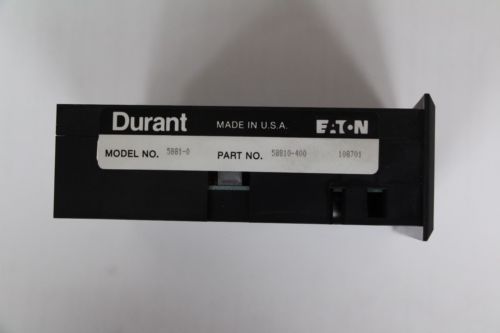 Durant MADE IN U.S.A. EATON
MODEL NO. 5881-0 PART NO. 58810-400 108701